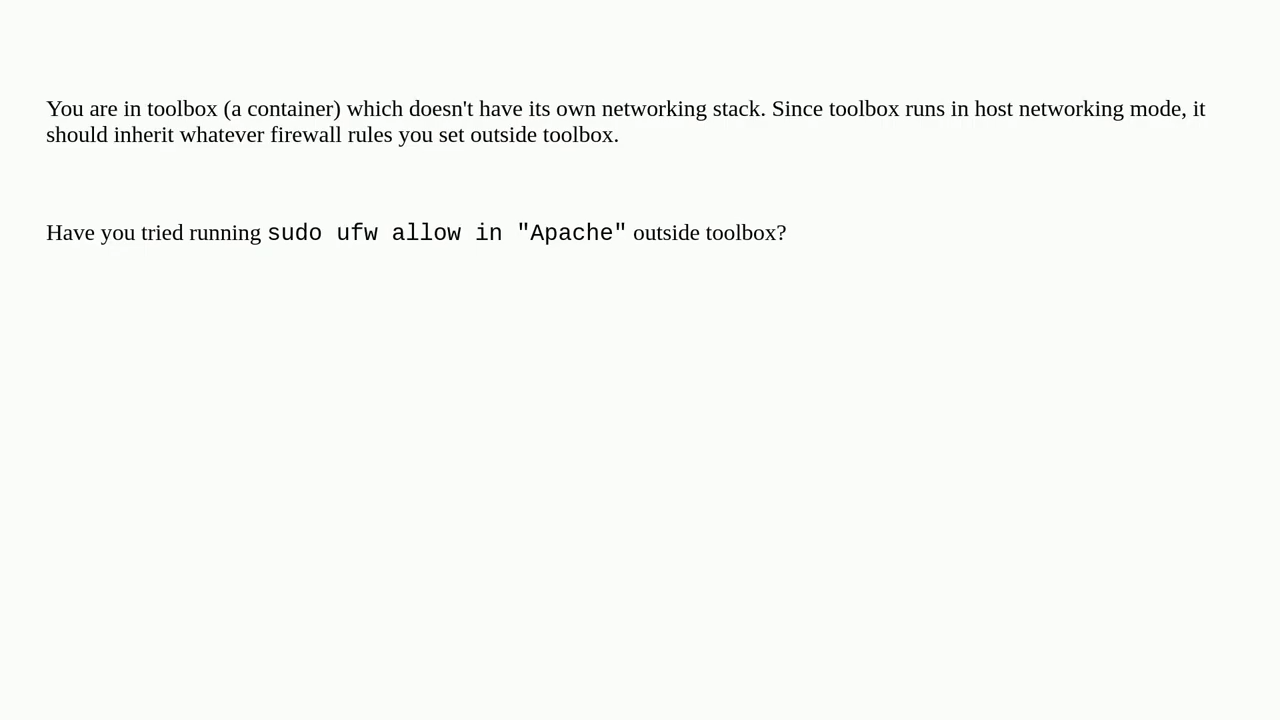 You are in toolbox (a container) which doesn't have its own networking stack. Since toolbox runs in host networking mode, it
should inherit whatever firewall rules you set outside toolbox.
Have you tried running sudo ufw allow in "Apache" outside toolbox?